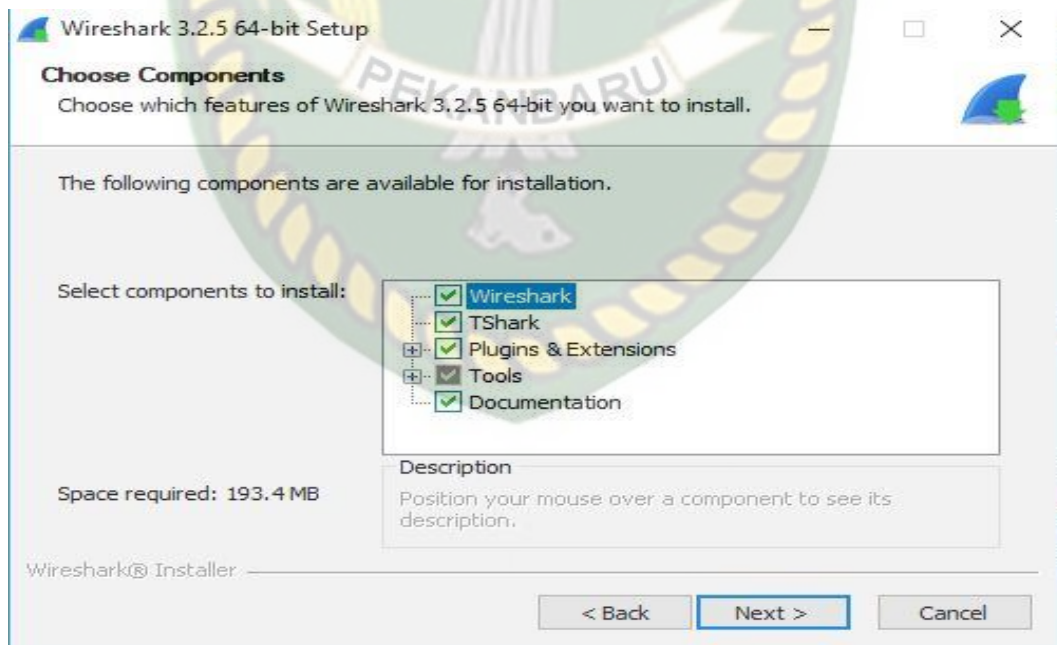 Wireshark 3.2.5 64-bit Setup
Choose Components
Choose which features of Wireshark 3.2.5 64-bit you want to install.
PEKANBARU
The following components are available for installation.
Select components to install:
Wireshark
TShark
Plugins & Extensions
Tools
Documentation
Space required: 193.4 MB
Description
Position your mouse over a component to see its
description.
Wireshark® Installer
< Back
Next >
Cancel